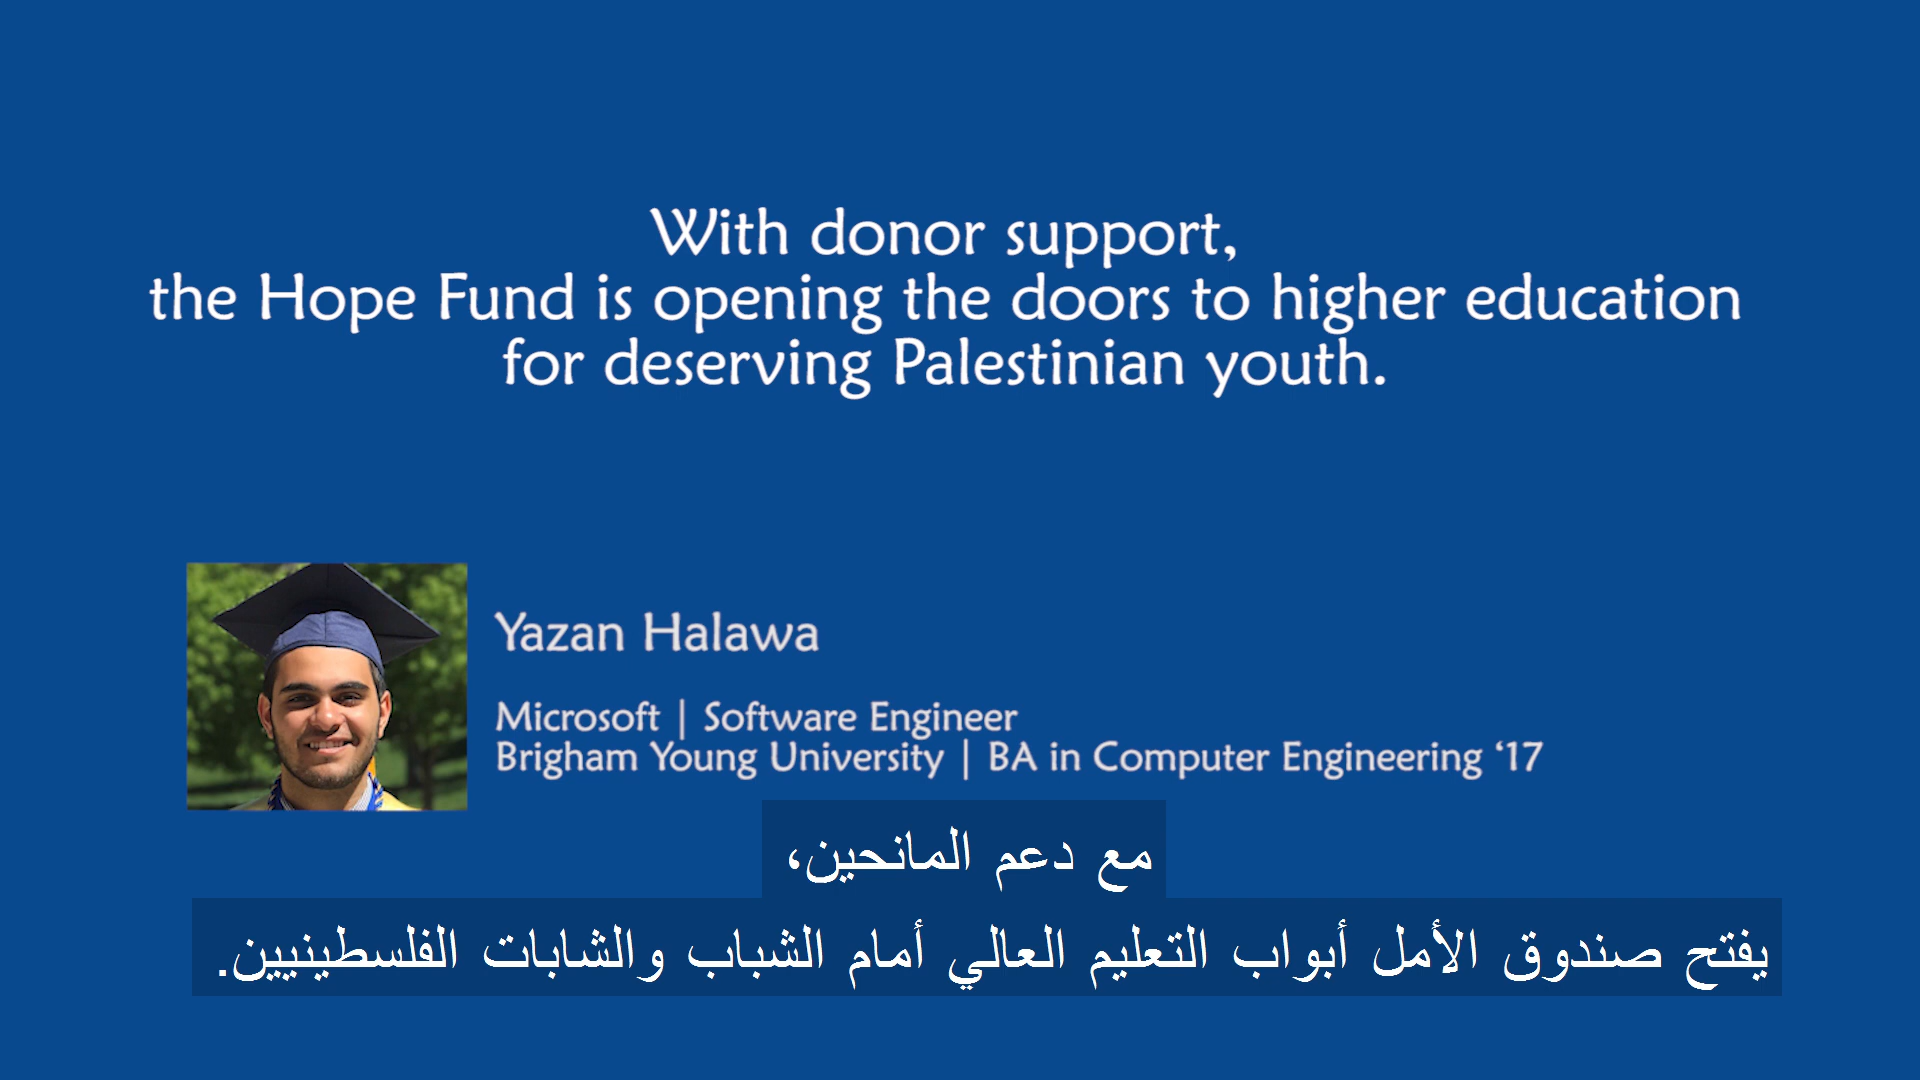 With donor support,
the Hope Fund is opening the doors to higher education
for deserving Palestinian youth.
Yazan Halawa
Microsoft | Software Engineer
Brigham Young University | BA in Computer Engineering ‘17
مع دعم المانحين،
يفتح صندوق الأمل أبواب التعليم العالي أمام الشباب والشابات الفلسطينيين.